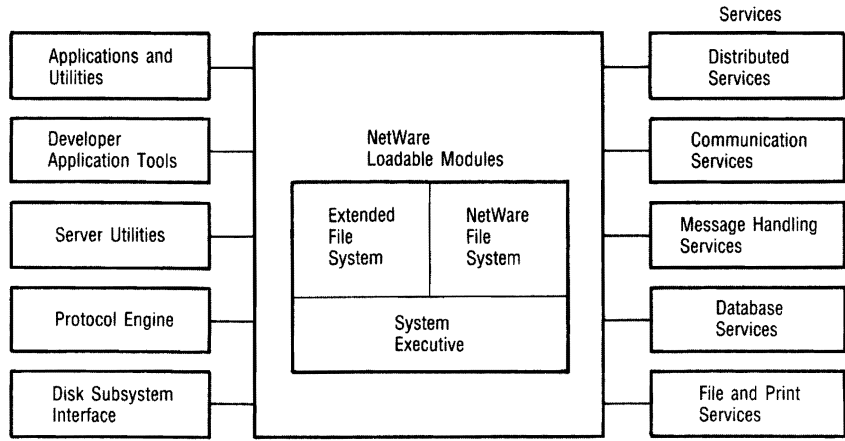 Services
Applications and
Utilities
Developer
Application Tools
Server Utilities
Protocol Engine
Disk Subsystem
Interface
NetWare
Loadable Modules
Extended
File
System
NetWare
File
System
System
Executive
Distributed
Services
Communication
Services
Message Handling
Services
Database
Services
File and Print
Services